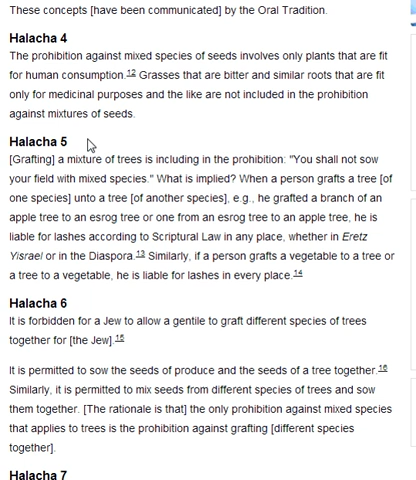 These concepts [have been communicated] by the Oral Tradition.
Halacha 4
The prohibition against mixed species of seeds involves only plants that are fit
for human consumption.12 Grasses that are bitter and similar roots that are fit
only for medicinal purposes and the like are not included in the prohibition
against mixtures of seeds.
Halacha 5
[Grafting] a mixture of trees is including in the prohibition: "You shall not sow
your field with mixed species." What is implied? When a person grafts a tree [of
one species] unto a tree [of another species], e.g., he grafted a branch of an
apple tree to an esrog tree or one from an esrog tree to an apple tree, he is
liable for lashes according to Scriptural Law in any place, whether in Eretz
Yisrael or in the Diaspora.13 Similarly, if a person grafts a vegetable to a tree or
a tree to a vegetable, he is liable for lashes in every place.14
Halacha 6
It is forbidden for a Jew to allow a gentile to graft different species of trees
together for [the Jew].15
It is permitted to sow the seeds of produce and the seeds of a tree together.16
Similarly, it is permitted to mix seeds from different species of trees and sow
them together. [The rationale is that] the only prohibition against mixed species
that applies to trees is the prohibition against grafting [different species
together].
Halacha 7